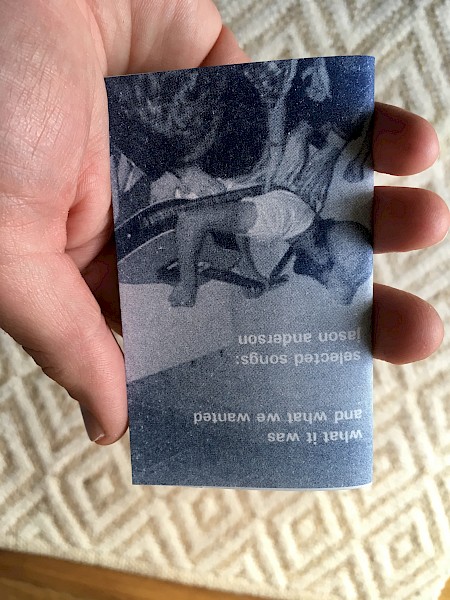 what it was
and what we wanted
selected songs:
jason anderson